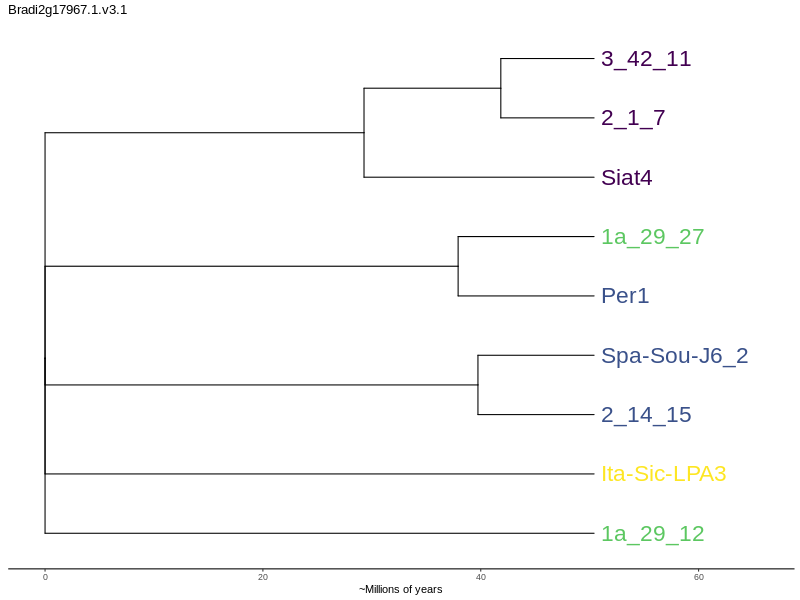 Bradi2g17967.1.v3.1
3_42_11
2_1_7
Siat4
1a_29_27
Per1
Spa-Sou-J6_2
2_14_15
Ita-Sic-LPA3
1a_29_12
0 20 40 60
~Millions of years